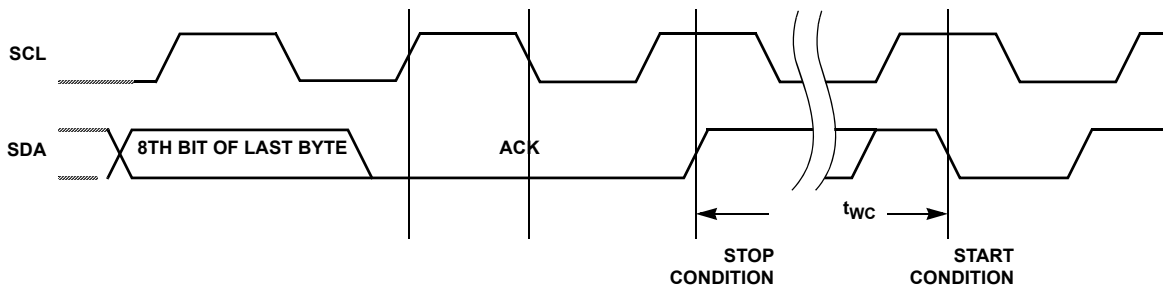 SCL
SDA
8TH BIT OF LAST BYTE
ACK
tWC
STOP
CONDITION
START
CONDITION